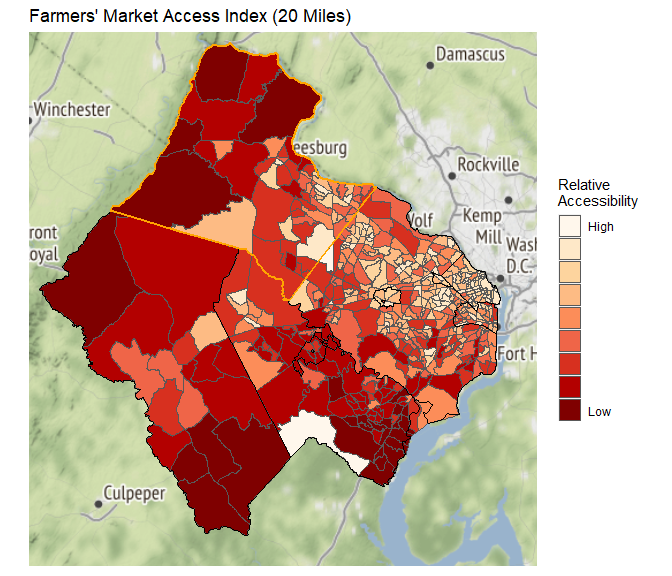 Farmers' Market Access Index (20 Miles)
Damascus
Winchester
eesburg
Rockville
Relative
Accessibility
High
Volf
Kemp
Mill
Wash
D.C.
ront
oyal
Fort H
Low
Culpeper